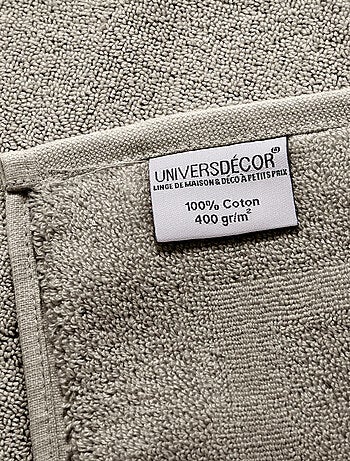 UNIVERSDÉCOR
LINGE DE MAISON & DÉCO À PETITS PRIX
100% Coton
400 gr/m²